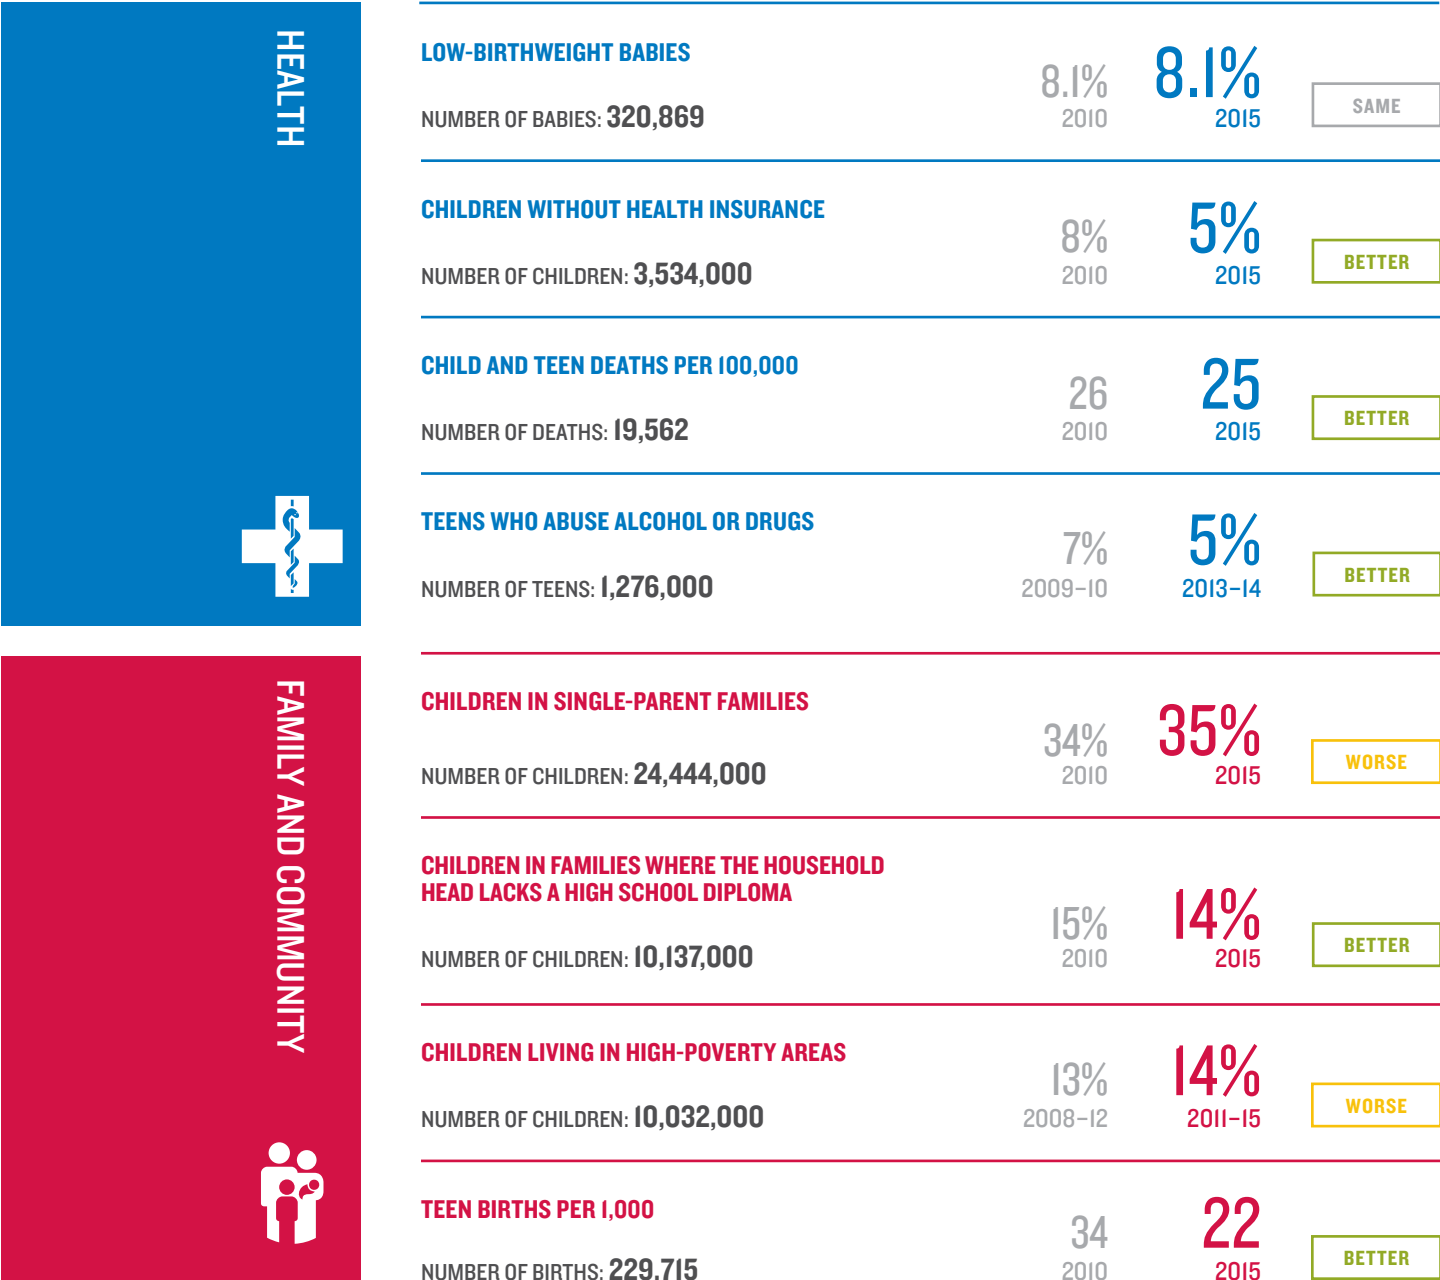 HEALTH
LOW-BIRTHWEIGHT BABIES
NUMBER OF BABIES: 320,869
8.1%
2010
8.1%
2015
SAME
CHILDREN WITHOUT HEALTH INSURANCE
NUMBER OF CHILDREN: 3,534,000
8%
2010
5%
2015
BETTER
CHILD AND TEEN DEATHS PER 100,000
NUMBER OF DEATHS: 19,562
26
2010
25
2015
BETTER
TEENS WHO ABUSE ALCOHOL OR DRUGS
NUMBER OF TEENS: 1,276,000
7%
2009–10
5%
2013–14
BETTER
FAMILY AND COMMUNITY
CHILDREN IN SINGLE-PARENT FAMILIES
NUMBER OF CHILDREN: 24,444,000
34%
2010
35%
2015
WORSE
CHILDREN IN FAMILIES WHERE THE HOUSEHOLD
HEAD LACKS A HIGH SCHOOL DIPLOMA
NUMBER OF CHILDREN: 10,137,000
15%
2010
14%
2015
BETTER
CHILDREN LIVING IN HIGH-POVERTY AREAS
NUMBER OF CHILDREN: 10,032,000
13%
2008–12
14%
2011–15
WORSE
TEEN BIRTHS PER 1,000
NUMBER OF BIRTHS: 229,715
34
2010
22
2015
BETTER